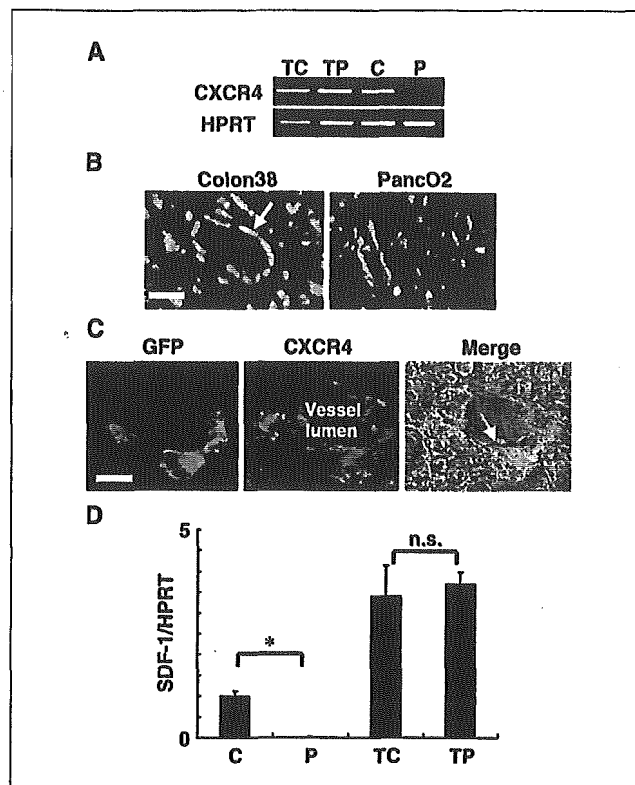 A
TC TP C P
CXCR4
HPRT
B
Colon38 PancO2
C
GFP CXCR4 Merge
Vessel
lumen
D
5
n.s.
SDF-1/HPRT
*
0
C P TC TP